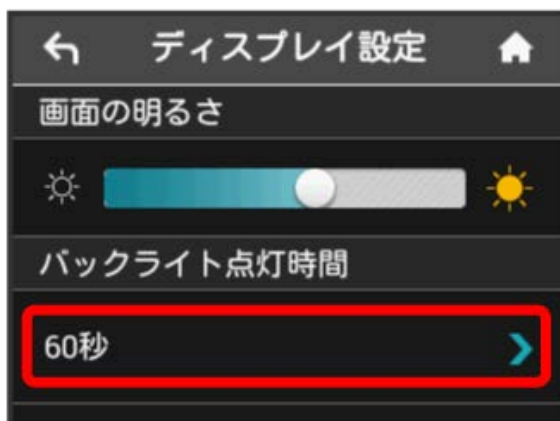 ディスプレイ設定
画面の明るさ
バックライト点灯時間
60秒